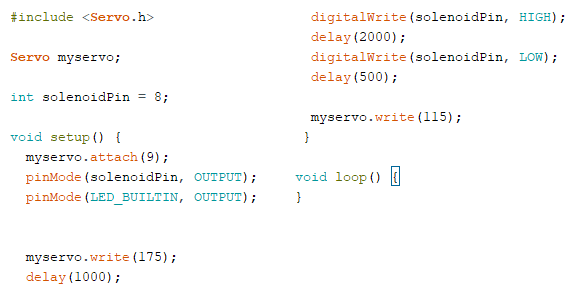 #include <Servo.h>
Servo myservo;
int solenoidPin = 8;
void setup() {
  myservo.attach(9);
  pinMode(solenoidPin, OUTPUT);
  pinMode(LED_BUILTIN, OUTPUT);
  myservo.write(175);
  delay(1000);
  digitalWrite(solenoidPin, HIGH);
  delay(2000);
  digitalWrite(solenoidPin, LOW);
  delay(500);
  myservo.write(115);
 }
void loop() {
}